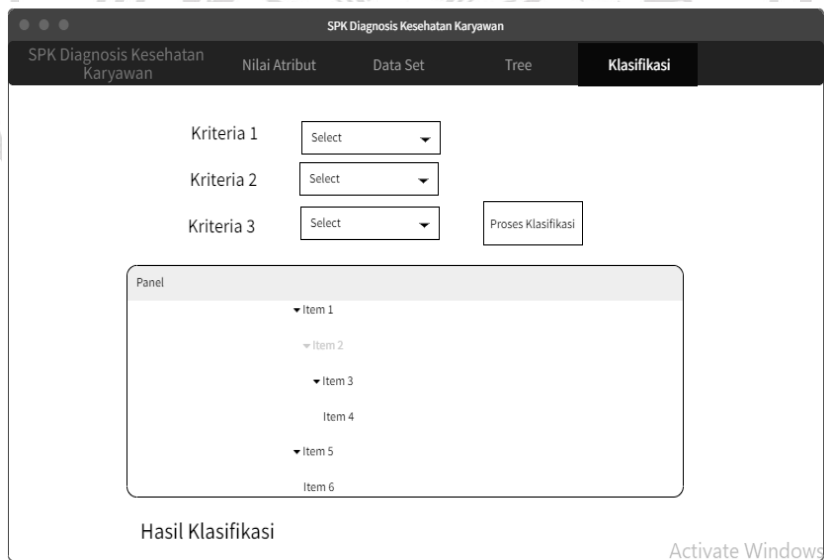 SPK Diagnosis Kesehatan Karyawan
SPK Diagnosis Kesehatan
Karyawan
Nilai Atribut
Data Set
Tree
Klasifikasi
Kriteria 1
Select
Kriteria 2
Select
Kriteria 3
Select
Proses Klasifikasi
Panel
Item 1
Item 2
Item 3
Item 4
Item 5
Item 6
Hasil Klasifikasi
Activate Windows